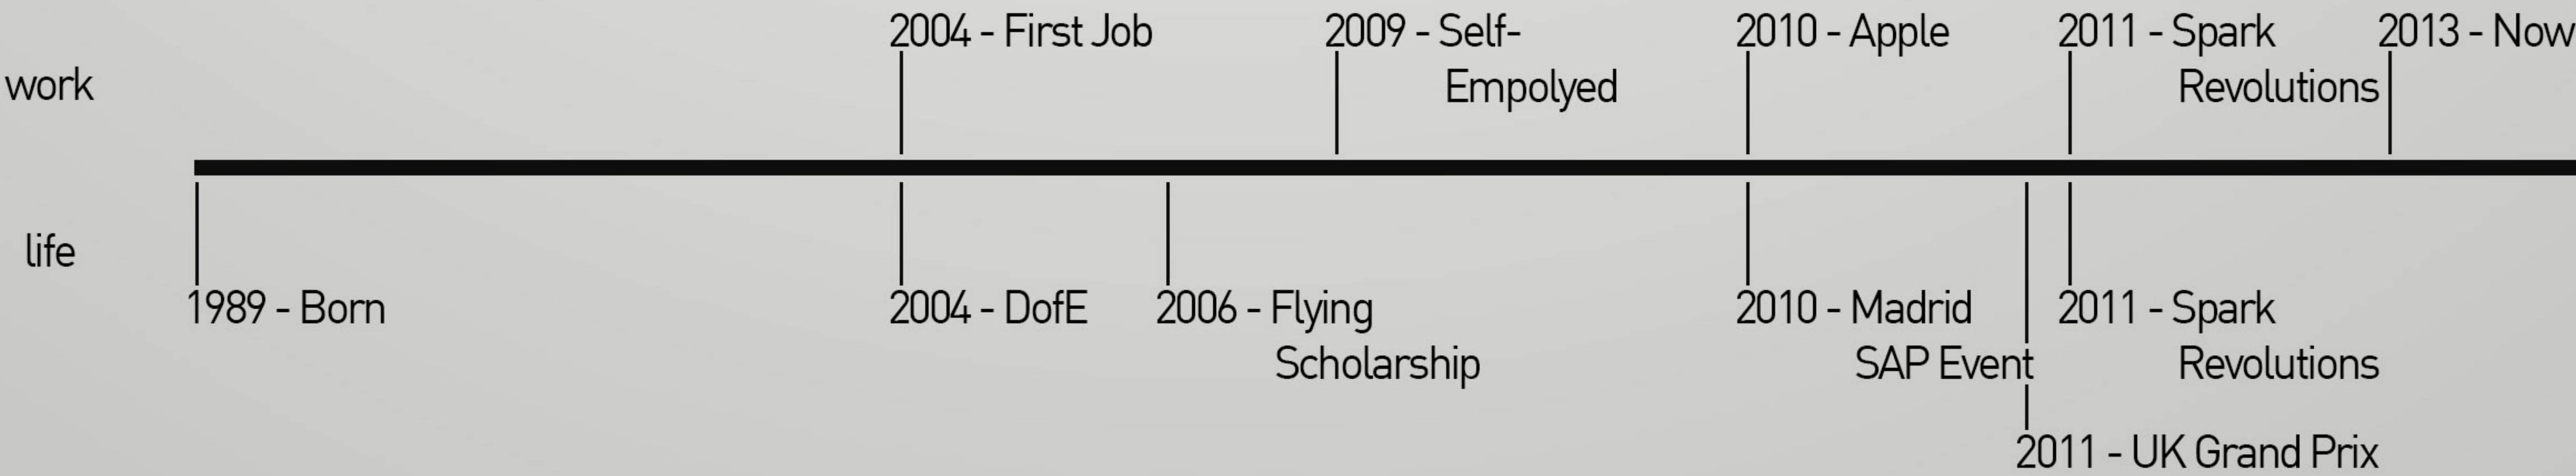 2004 - First Job
2009 - Self-
Empolyed
2010 - Apple
2011 - Spark
Revolutions
2013 - Now
work
life
1989 - Born
2004 - DofE
2006 - Flying
Scholarship
2010 - Madrid
SAP Event
2011 - Spark
Revolutions
2011 - UK Grand Prix